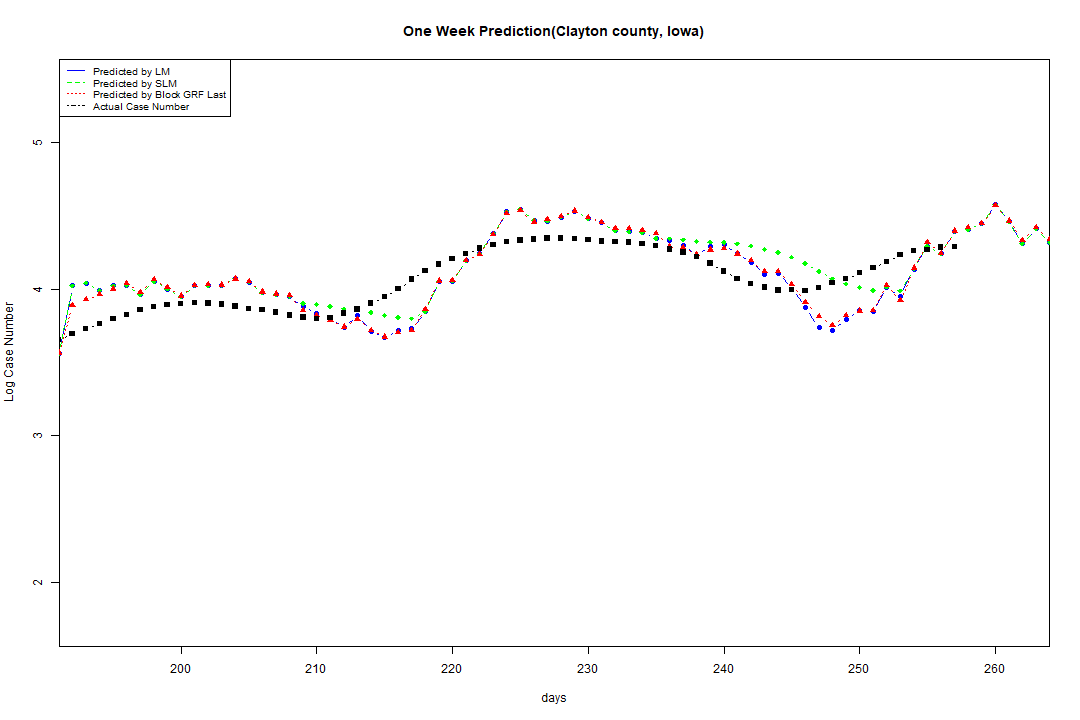 One Week Prediction(Clayton county, Iowa)
Predicted by LM
Predicted by SLM
Predicted by Block GRF Last
Actual Case Number
5
4
3
2
Log Case Number
200 210 220 230 240 250 260
days